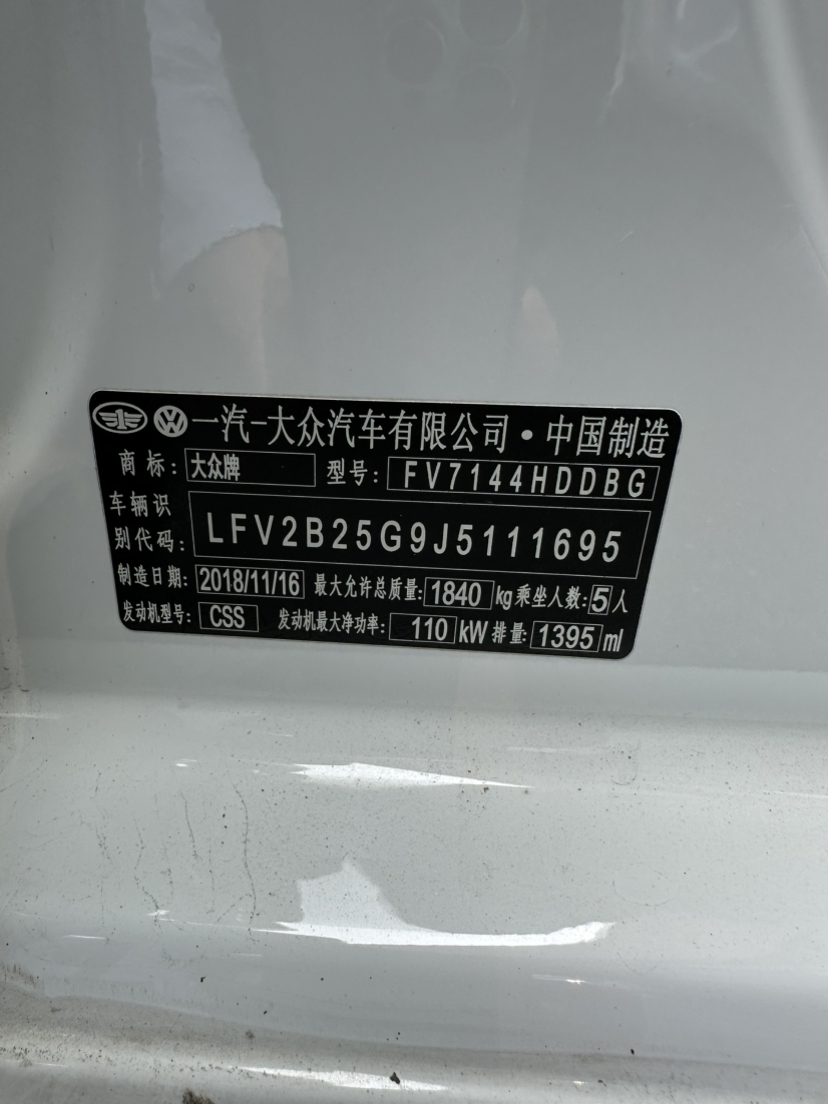 一汽-大众汽车有限公司·中国制造
商标: 大众牌 型号: FV7144HDDBG
车辆识
别代码: LFV2B25G9J5111695
制造日期: 2018/11/16 最大允许总质量: 1840 kg 乘坐人数: 5 人
发动机型号: CSS 发动机最大净功率: 110 kW 排量: 1395 ml